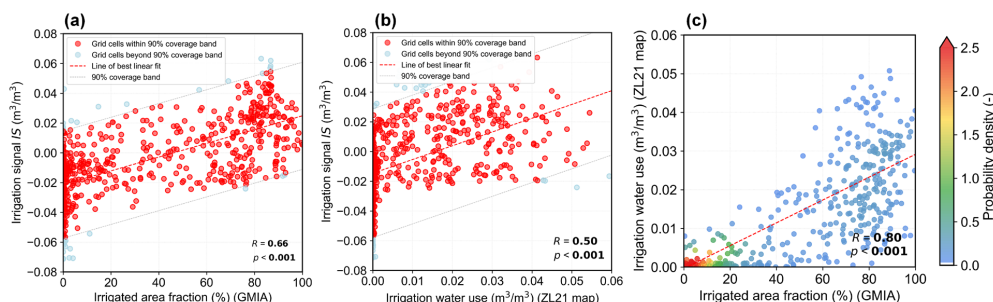 (a)
Grid cells within 90% coverage band
Grid cells beyond 90% coverage band
Line of best linear fit
90% coverage band
0.08
0.06
0.04
0.02
0.00
−0.02
−0.04
−0.06
−0.08
Irrigation signal IS (m³/m³)
R = 0.66
p < 0.001
0 20 40 60 80 100
Irrigated area fraction (%) (GMIA)
(b)
Grid cells within 90% coverage band
Grid cells beyond 90% coverage band
Line of best linear fit
90% coverage band
0.08
0.06
0.04
0.02
0.00
−0.02
−0.04
−0.06
−0.08
Irrigation signal IS (m³/m³)
R = 0.50
p < 0.001
0.00 0.01 0.02 0.03 0.04 0.05 0.06
Irrigation water use (m³/m³) (ZL21 map)
(c)
0.06
0.05
0.04
0.03
0.02
0.01
0.00
Irrigation water use (m³/m³) (ZL21 map)
R = 0.80
p < 0.001
0 20 40 60 80 100
Irrigated area fraction (%) (GMIA)
2.5
2.0
1.5
1.0
0.5
0.0
Probability density (-)